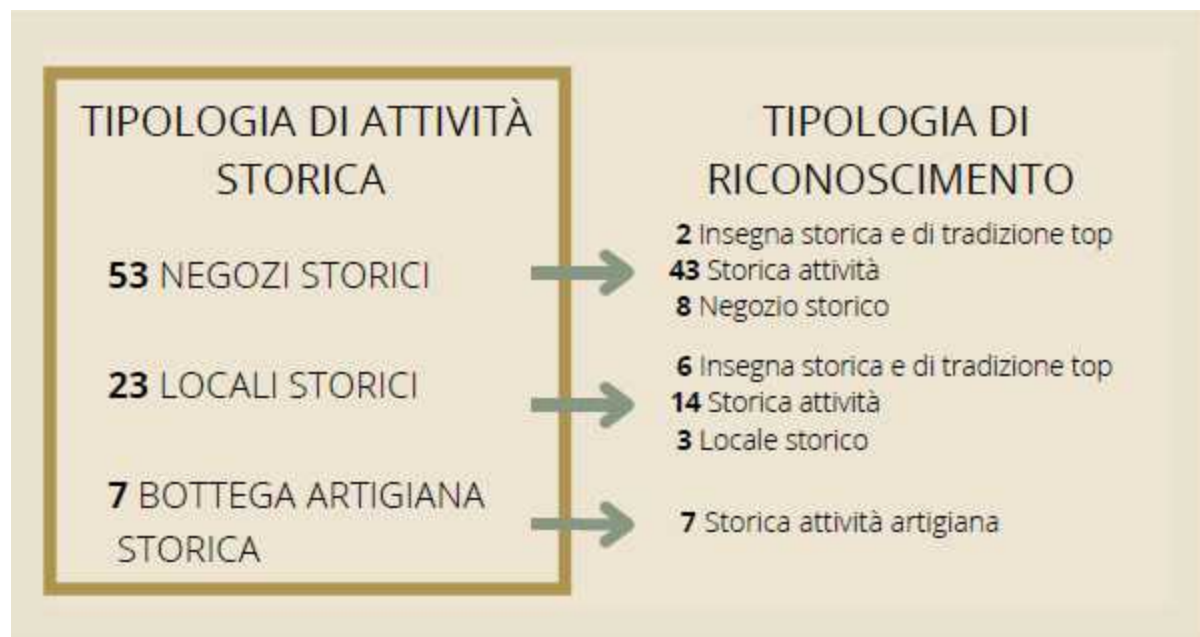 TIPOLOGIA DI ATTIVITÀ
STORICA
53 NEGOZI STORICI
23 LOCALI STORICI
7 BOTTEGA ARTIGIANA
STORICA
TIPOLOGIA DI
RICONOSCIMENTO
2 Insegna storica e di tradizione top
43 Storica attività
8 Negozio storico
6 Insegna storica e di tradizione top
14 Storica attività
3 Locale storico
7 Storica attività artigiana